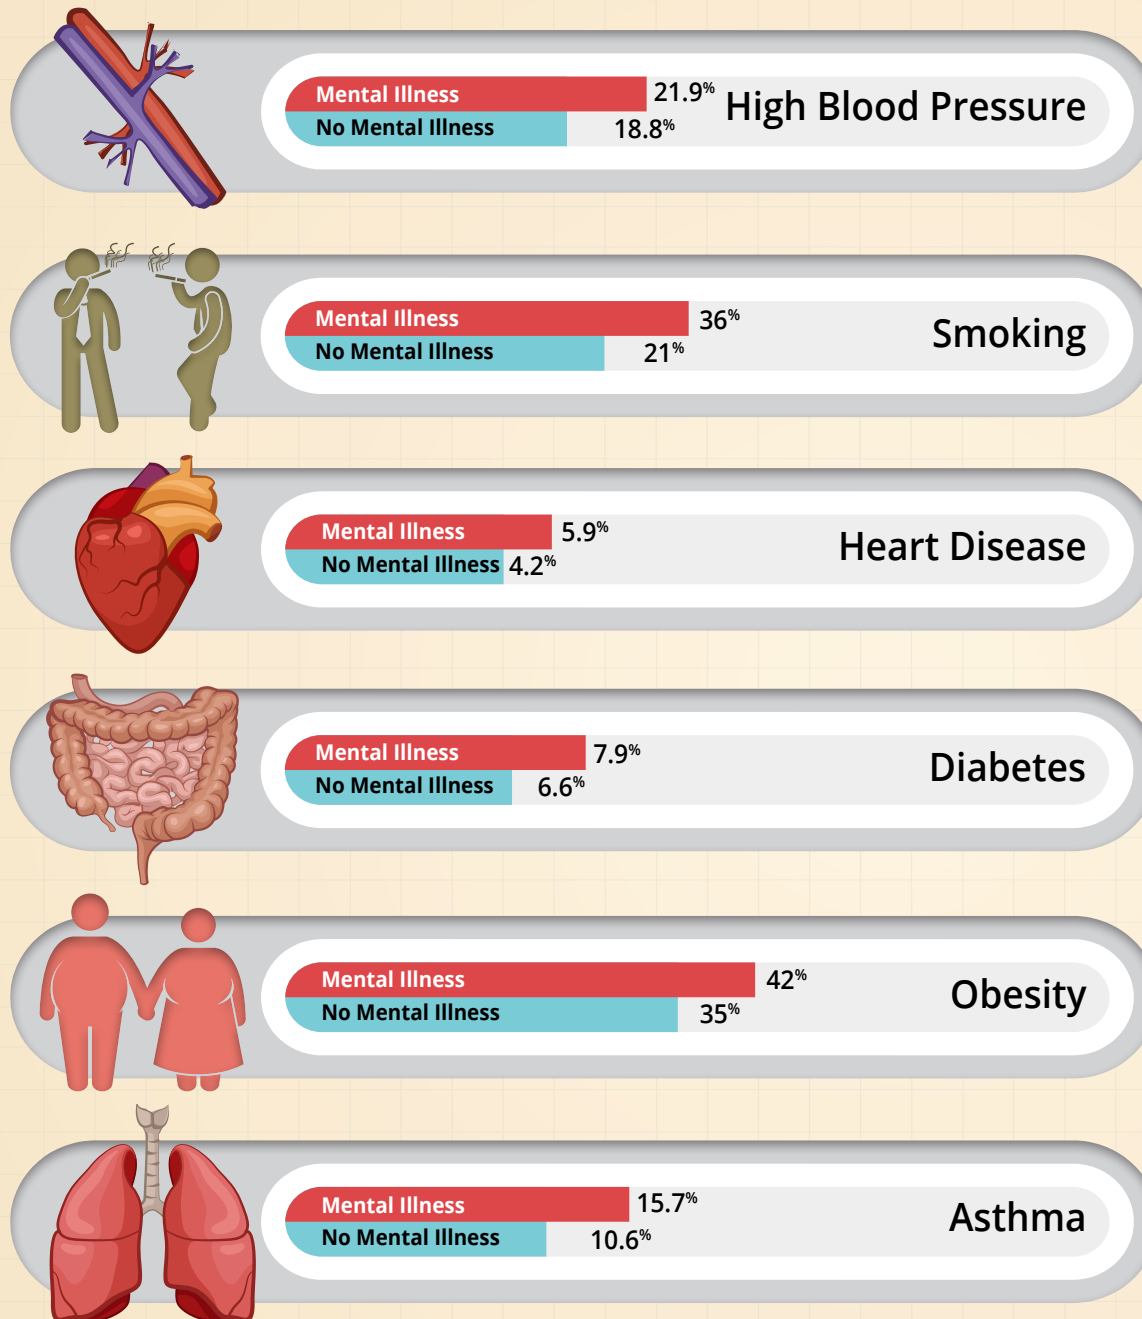 Mental Illness 21.9%
No Mental Illness 18.8%
High Blood Pressure
Mental Illness 36%
No Mental Illness 21%
Smoking
Mental Illness 5.9%
No Mental Illness 4.2%
Heart Disease
Mental Illness 7.9%
No Mental Illness 6.6%
Diabetes
Mental Illness 42%
No Mental Illness 35%
Obesity
Mental Illness 15.7%
No Mental Illness 10.6%
Asthma